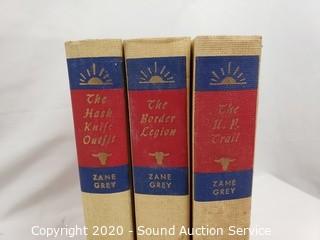 The
Hash
Knife
Outfit
ZANE
GREY
The
Border
Legion
ZANE
GREY
The
U. P.
Trail
ZANE
GREY
Copyright © 2020 - Sound Auction Service